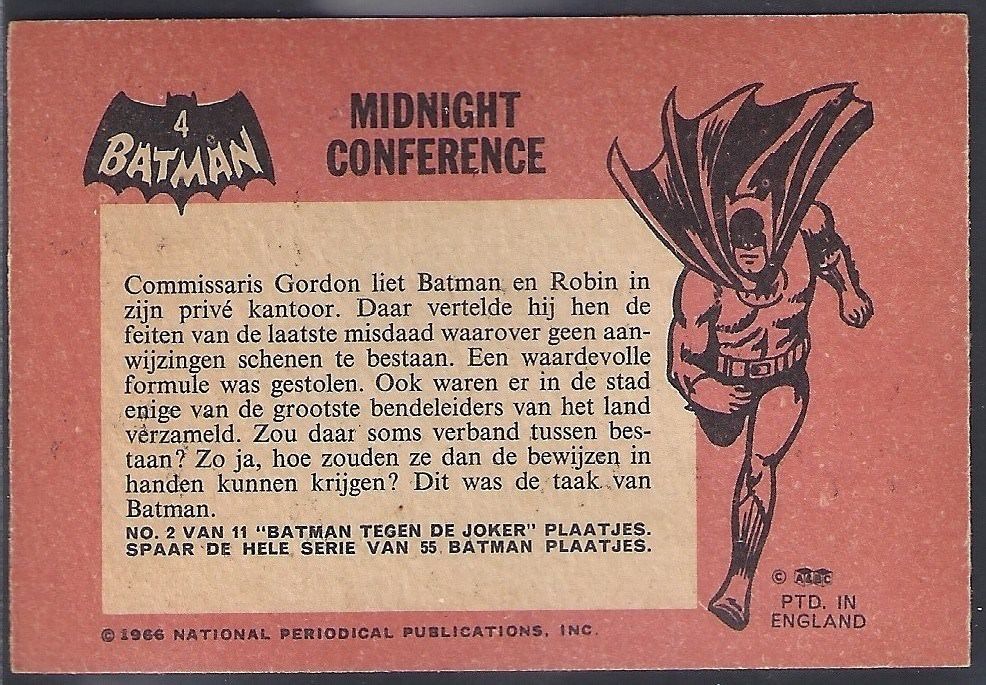 4
BATMAN
MIDNIGHT
CONFERENCE
Commissaris Gordon liet Batman en Robin in
zijn privé kantoor. Daar vertelde hij hen de
feiten van de laatste misdaad waarover geen aan-
wijzingen schenen te bestaan. Een waardevolle
formule was gestolen. Ook waren er in de stad
enige van de grootste bendeleiders van het land
verzameld. Zou daar soms verband tussen bes-
taan? Zo ja, hoe zouden ze dan de bewijzen in
handen kunnen krijgen? Dit was de taak van
Batman.
NO. 2 VAN 11 "BATMAN TEGEN DE JOKER" PLAATJES.
SPAAR DE HELE SERIE VAN 55 BATMAN PLAATJES.
© A&BC
PTD. IN
ENGLAND
© 1966 NATIONAL PERIODICAL PUBLICATIONS, INC.